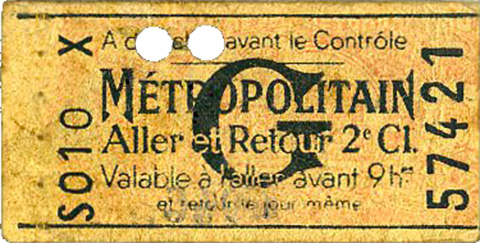 A d avant le Contrôle
MÉTROPOLITAIN
Aller et Retour 2e Cl.
Valable à l'aller avant 9h
et retour le jour même
G
S010 X
57421